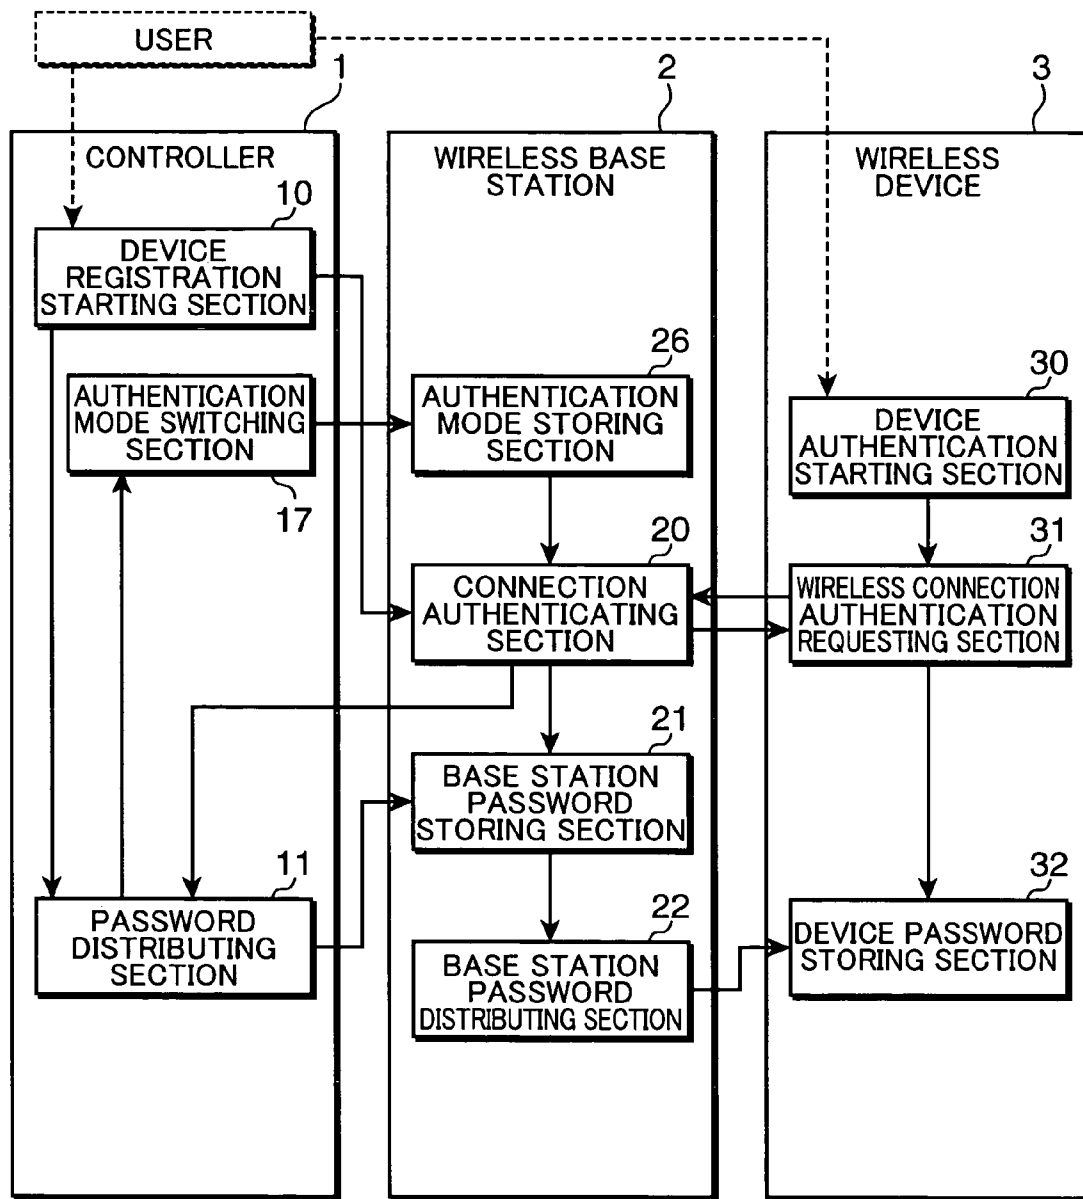 USER
1
CONTROLLER
10
DEVICE
REGISTRATION
STARTING SECTION
AUTHENTICATION
MODE SWITCHING
SECTION
17
11
PASSWORD
DISTRIBUTING
SECTION
2
WIRELESS BASE
STATION
26
AUTHENTICATION
MODE STORING
SECTION
20
CONNECTION
AUTHENTICATING
SECTION
21
BASE STATION
PASSWORD
STORING SECTION
22
BASE STATION
PASSWORD
DISTRIBUTING SECTION
3
WIRELESS
DEVICE
30
DEVICE
AUTHENTICATION
STARTING SECTION
31
WIRELESS CONNECTION
AUTHENTICATION
REQUESTING SECTION
32
DEVICE PASSWORD
STORING SECTION